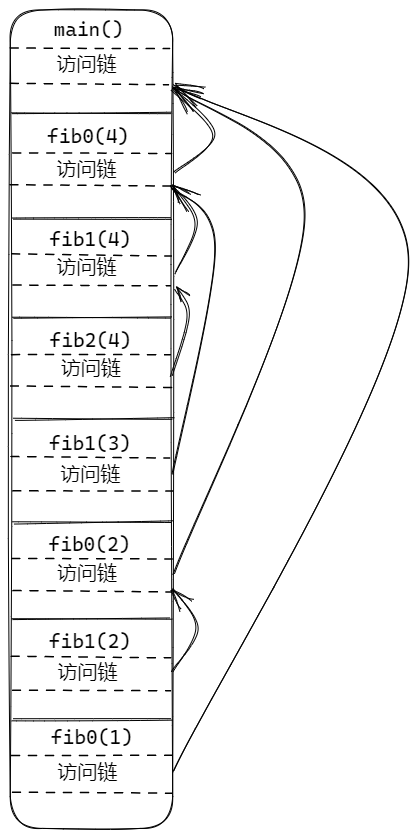 main()
访问链
fib0(4)
访问链
fib1(4)
访问链
fib2(4)
访问链
fib1(3)
访问链
fib0(2)
访问链
fib1(2)
访问链
fib0(1)
访问链